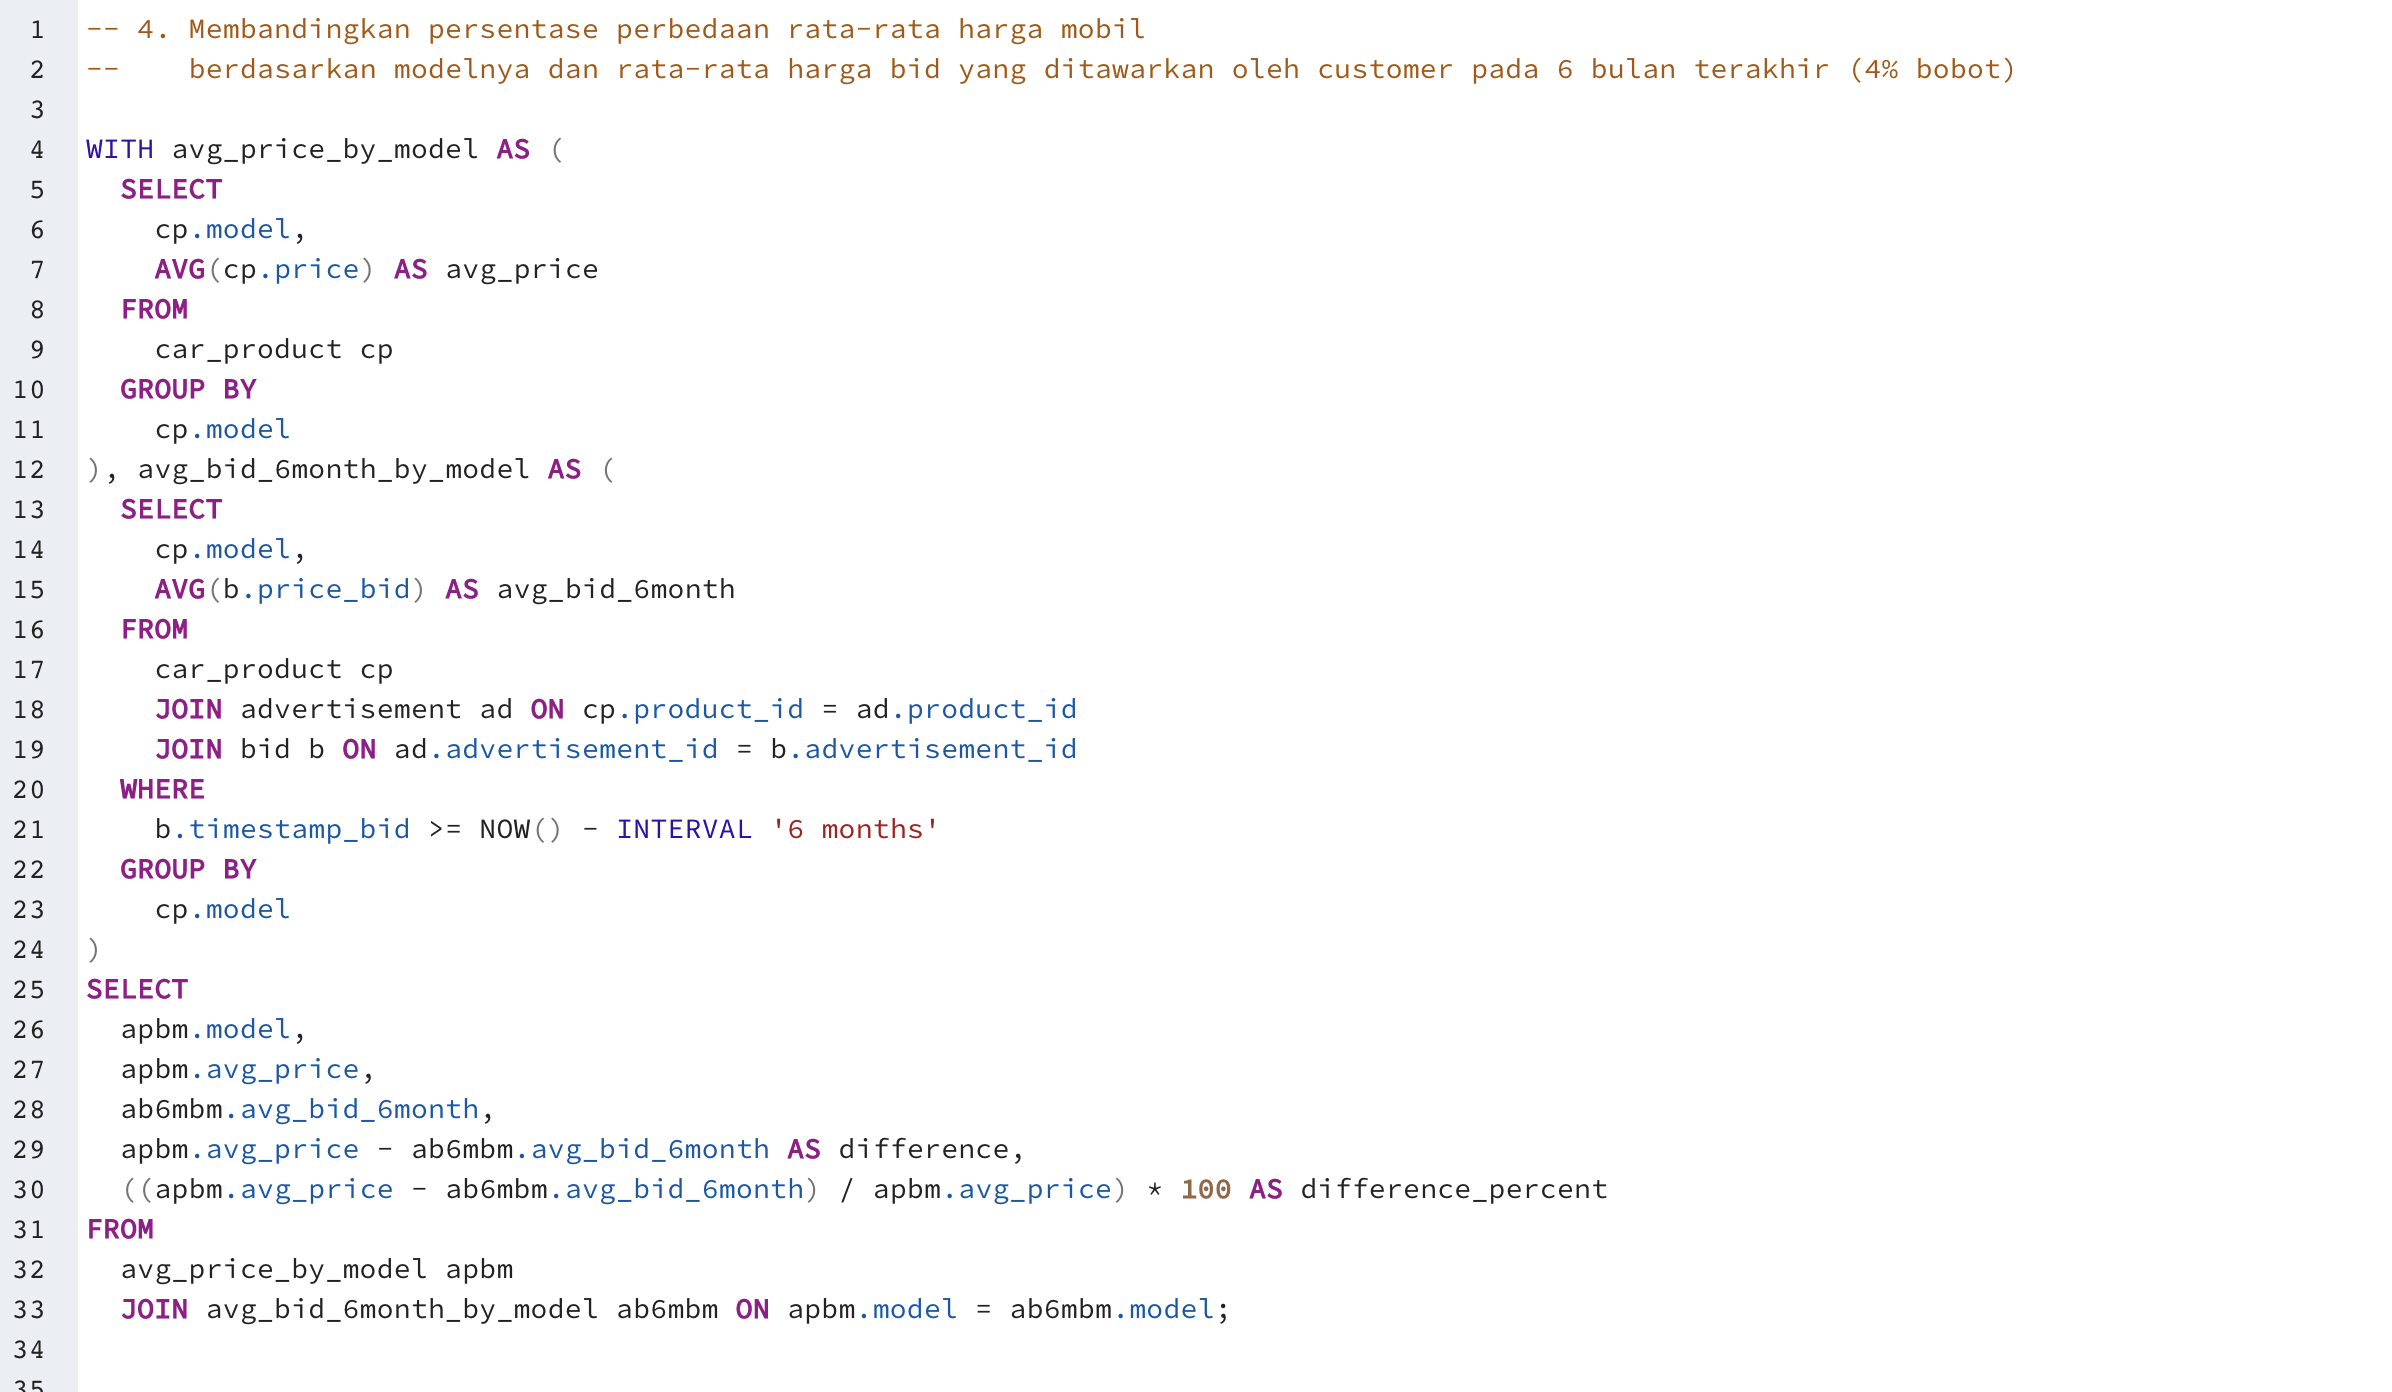 1 -- 4. Membandingkan persentase perbedaan rata-rata harga mobil
2 --    berdasarkan modelnya dan rata-rata harga bid yang ditawarkan oleh customer pada 6 bulan terakhir (4% bobot)
3
4 WITH avg_price_by_model AS (
5   SELECT
6     cp.model,
7     AVG(cp.price) AS avg_price
8   FROM
9     car_product cp
10   GROUP BY
11     cp.model
12 ), avg_bid_6month_by_model AS (
13   SELECT
14     cp.model,
15     AVG(b.price_bid) AS avg_bid_6month
16   FROM
17     car_product cp
18     JOIN advertisement ad ON cp.product_id = ad.product_id
19     JOIN bid b ON ad.advertisement_id = b.advertisement_id
20   WHERE
21     b.timestamp_bid >= NOW() - INTERVAL '6 months'
22   GROUP BY
23     cp.model
24 )
25 SELECT
26   apbm.model,
27   apbm.avg_price,
28   ab6mbm.avg_bid_6month,
29   apbm.avg_price - ab6mbm.avg_bid_6month AS difference,
30   ((apbm.avg_price - ab6mbm.avg_bid_6month) / apbm.avg_price) * 100 AS difference_percent
31 FROM
32   avg_price_by_model apbm
33   JOIN avg_bid_6month_by_model ab6mbm ON apbm.model = ab6mbm.model;
34
35